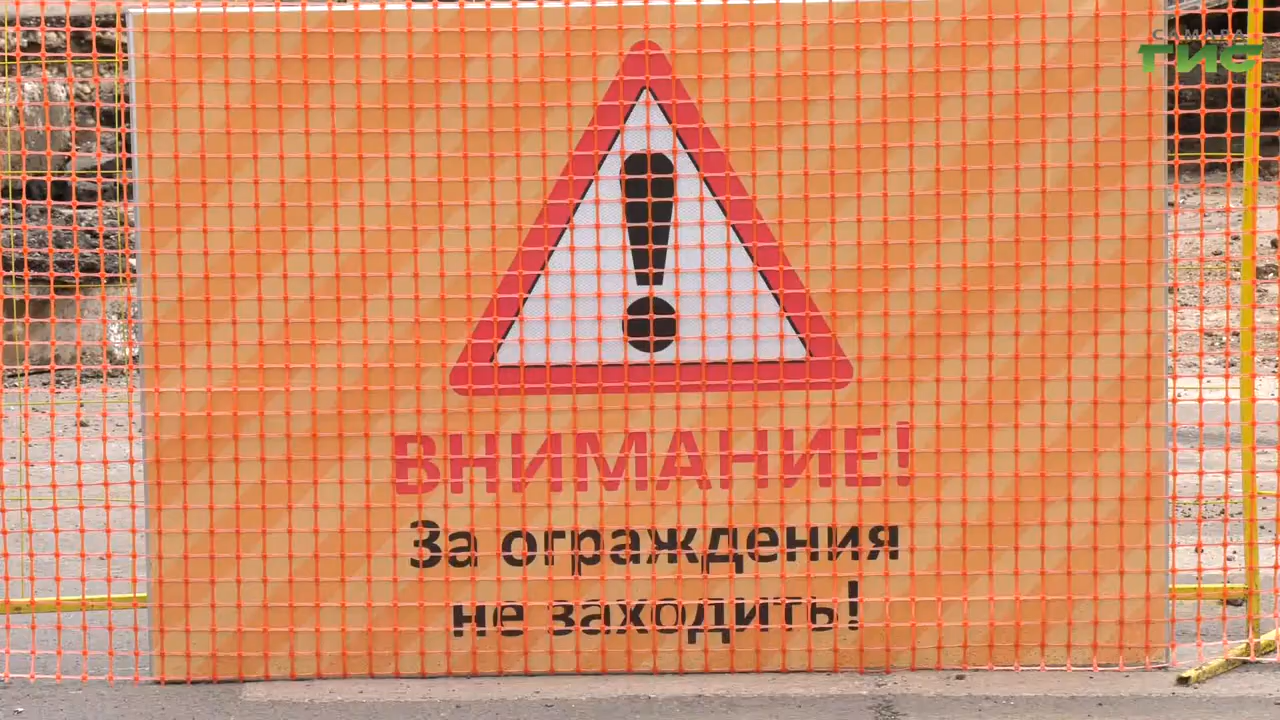 САМАРА
ГИС
ВНИМАНИЕ!
За ограждения
не заходить!